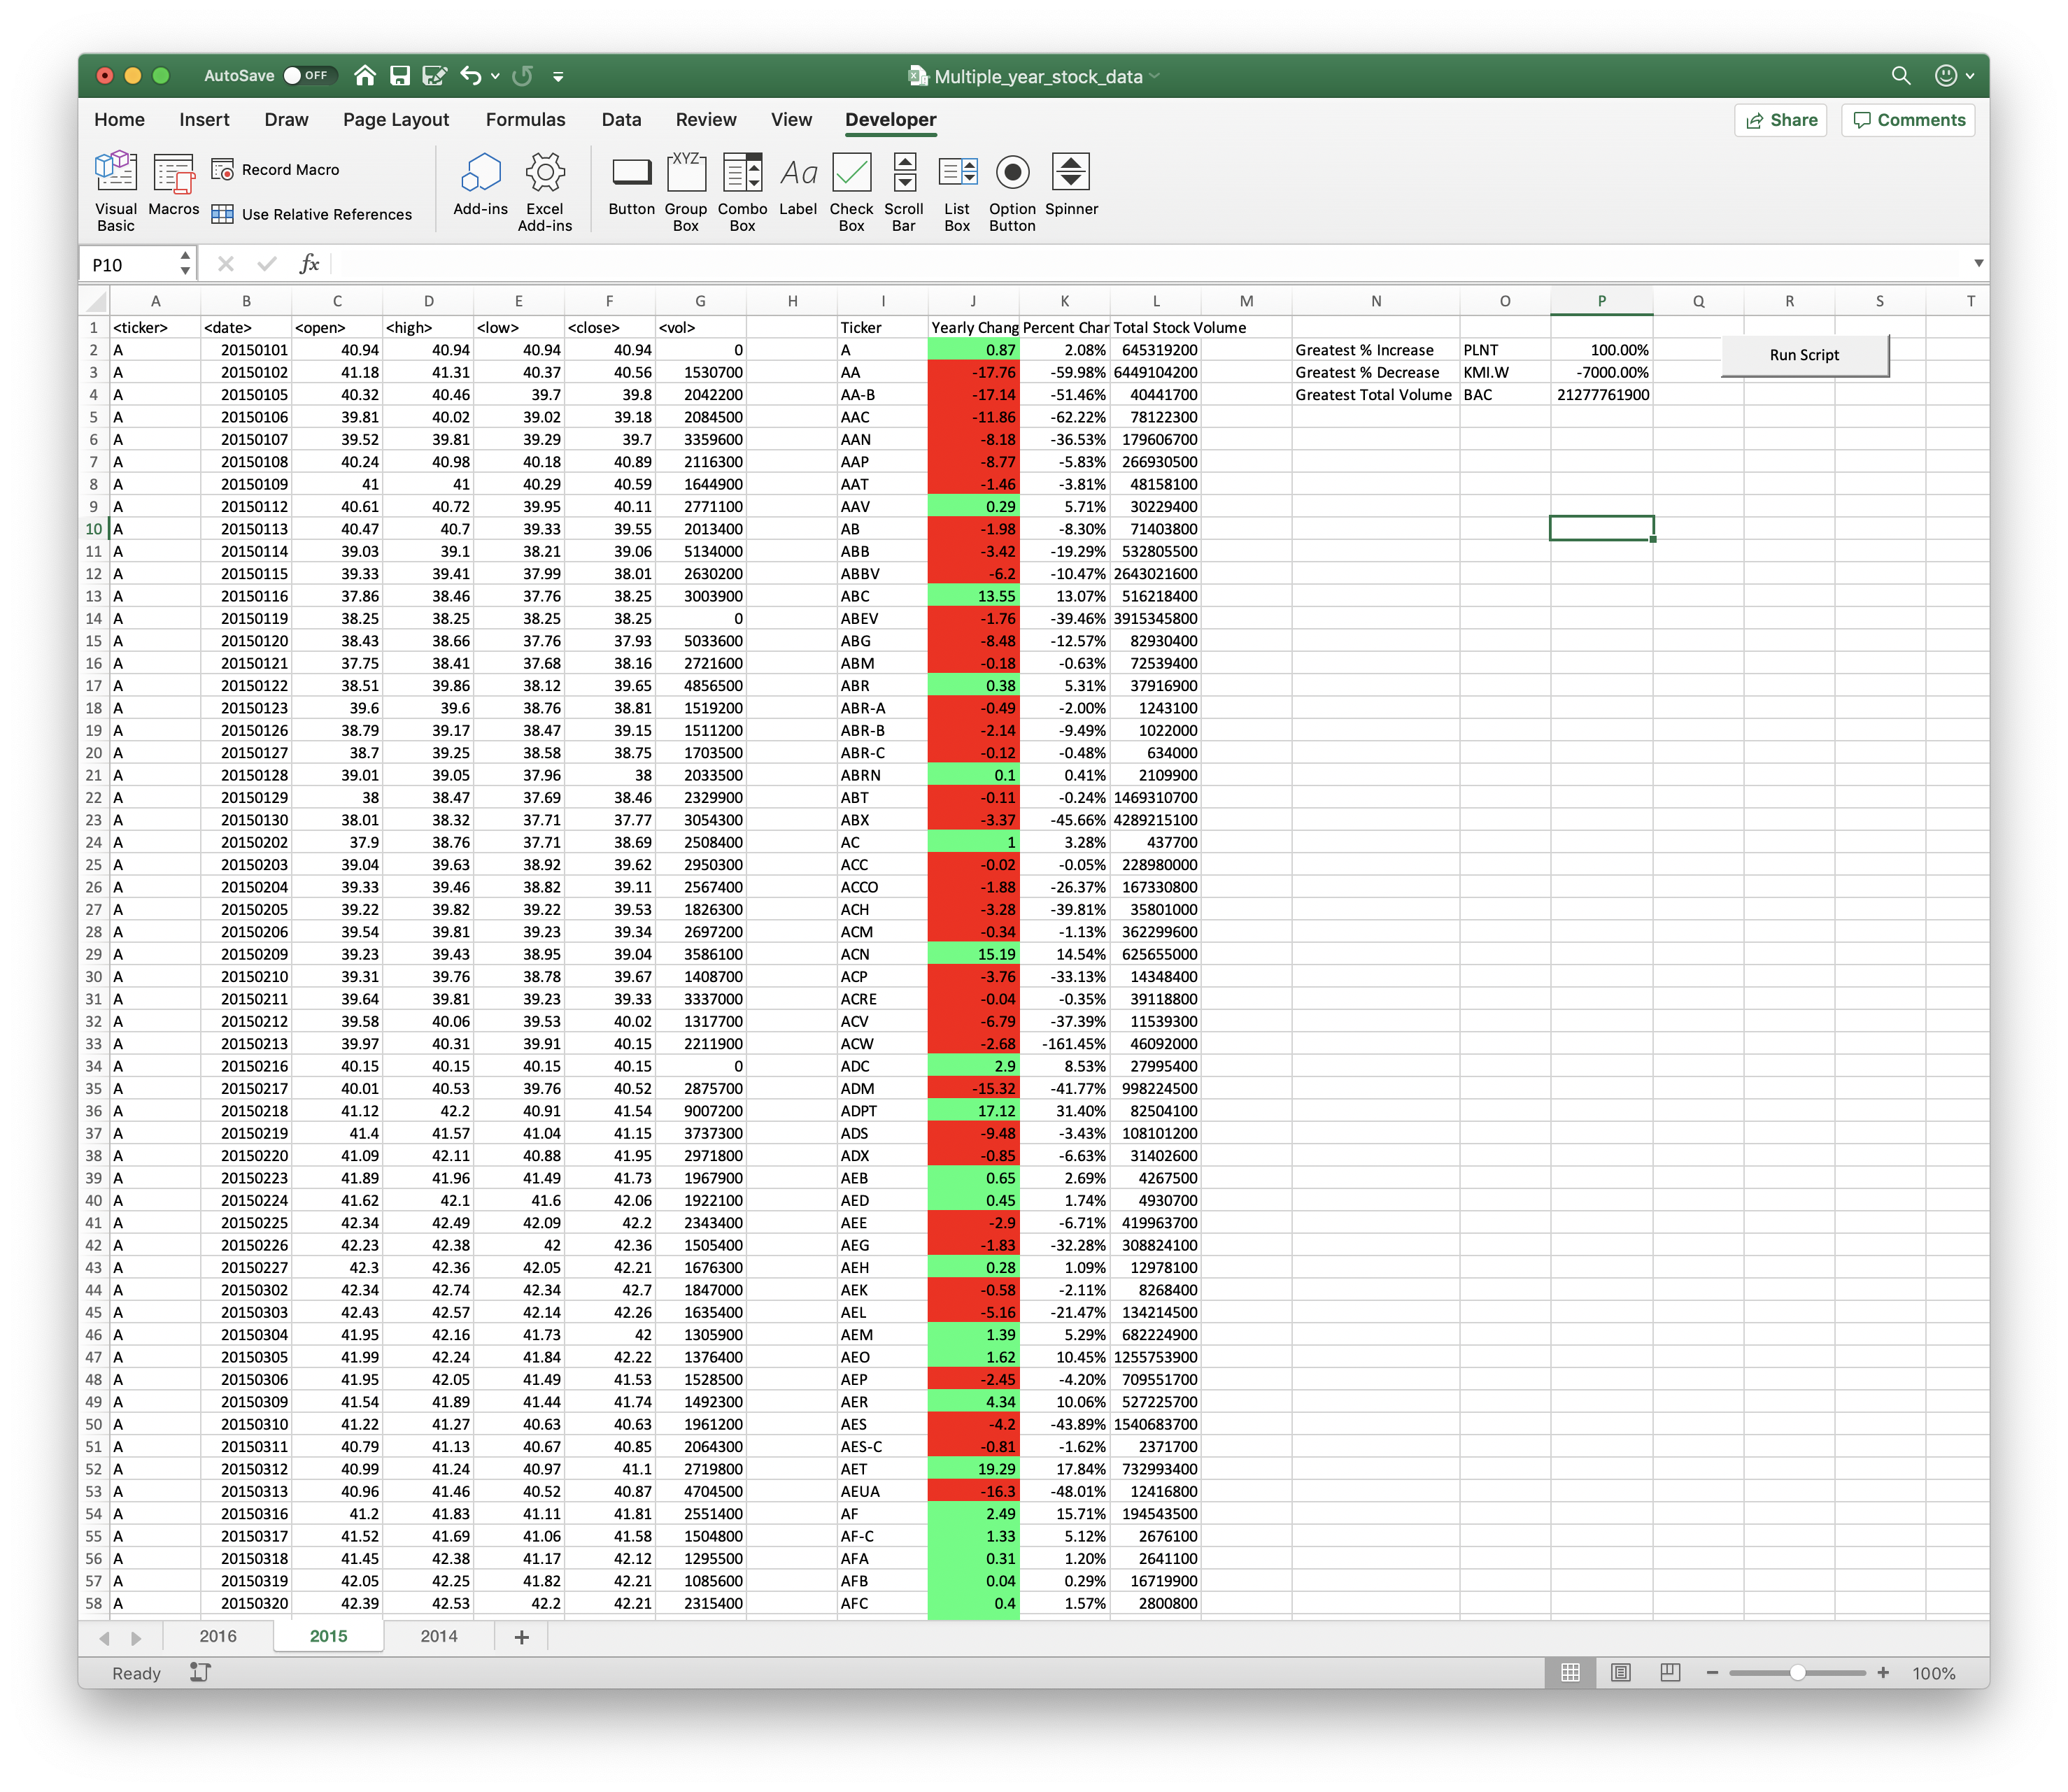 AutoSave OFF Multiple_year_stock_data
Home Insert Draw Page Layout Formulas Data Review View Developer Share Comments
Visual Basic Macros Record Macro Use Relative References Add-ins Excel Add-ins Button XYZ Group Box Combo Box Aa Label Check Box Scroll Bar List Box Option Button Spinner
P10 fx
A B C D E F G H I J K L M N O P Q R S T
1 <ticker> <date> <open> <high> <low> <close> <vol> Ticker Yearly Chang Percent Char Total Stock Volume
2 A 20150101 40.94 40.94 40.94 40.94 0 A 0.87 2.08% 645319200 Greatest % Increase PLNT 100.00% Run Script
3 A 20150102 41.18 41.31 40.37 40.56 1530700 AA -17.76 -59.98% 6449104200 Greatest % Decrease KMI.W -7000.00%
4 A 20150105 40.32 40.46 39.7 39.8 2042200 AA-B -17.14 -51.46% 40441700 Greatest Total Volume BAC 21277761900
5 A 20150106 39.81 40.02 39.02 39.18 2084500 AAC -11.86 -62.22% 78122300
6 A 20150107 39.52 39.81 39.29 39.7 3359600 AAN -8.18 -36.53% 179606700
7 A 20150108 40.24 40.98 40.18 40.89 2116300 AAP -8.77 -5.83% 266930500
8 A 20150109 41 41 40.29 40.59 1644900 AAT -1.46 -3.81% 48158100
9 A 20150112 40.61 40.72 39.95 40.11 2771100 AAV 0.29 5.71% 30229400
10 A 20150113 40.47 40.7 39.33 39.55 2013400 AB -1.98 -8.30% 71403800
11 A 20150114 39.03 39.1 38.21 39.06 5134000 ABB -3.42 -19.29% 532805500
12 A 20150115 39.33 39.41 37.99 38.01 2630200 ABBV -6.2 -10.47% 2643021600
13 A 20150116 37.86 38.46 37.76 38.25 3003900 ABC 13.55 13.07% 516218400
14 A 20150119 38.25 38.25 38.25 38.25 0 ABEV -1.76 -39.46% 3915345800
15 A 20150120 38.43 38.66 37.76 37.93 5033600 ABG -8.48 -12.57% 82930400
16 A 20150121 37.75 38.41 37.68 38.16 2721600 ABM -0.18 -0.63% 72539400
17 A 20150122 38.51 39.86 38.12 39.65 4856500 ABR 0.38 5.31% 37916900
18 A 20150123 39.6 39.6 38.76 38.81 1519200 ABR-A -0.49 -2.00% 1243100
19 A 20150126 38.79 39.17 38.47 39.15 1511200 ABR-B -2.14 -9.49% 1022000
20 A 20150127 38.7 39.25 38.58 38.75 1703500 ABR-C -0.12 -0.48% 634000
21 A 20150128 39.01 39.05 37.96 38 2033500 ABRN 0.1 0.41% 2109900
22 A 20150129 38 38.47 37.69 38.46 2329900 ABT -0.11 -0.24% 1469310700
23 A 20150130 38.01 38.32 37.71 37.77 3054300 ABX -3.37 -45.66% 4289215100
24 A 20150202 37.9 38.76 37.71 38.69 2508400 AC 1 3.28% 437700
25 A 20150203 39.04 39.63 38.92 39.62 2950300 ACC -0.02 -0.05% 228980000
26 A 20150204 39.33 39.46 38.82 39.11 2567400 ACCO -1.88 -26.37% 167330800
27 A 20150205 39.22 39.82 39.22 39.53 1826300 ACH -3.28 -39.81% 35801000
28 A 20150206 39.54 39.81 39.23 39.34 2697200 ACM -0.34 -1.13% 362299600
29 A 20150209 39.23 39.43 38.95 39.04 3586100 ACN 15.19 14.54% 625655000
30 A 20150210 39.31 39.76 38.78 39.67 1408700 ACP -3.76 -33.13% 14348400
31 A 20150211 39.64 39.81 39.23 39.33 3337000 ACRE -0.04 -0.35% 39118800
32 A 20150212 39.58 40.06 39.53 40.02 1317700 ACV -6.79 -37.39% 11539300
33 A 20150213 39.97 40.31 39.91 40.15 2211900 ACW -2.68 -161.45% 46092000
34 A 20150216 40.15 40.15 40.15 40.15 0 ADC 2.9 8.53% 27995400
35 A 20150217 40.01 40.53 39.76 40.52 2875700 ADM -15.32 -41.77% 998224500
36 A 20150218 41.12 42.2 40.91 41.54 9007200 ADPT 17.12 31.40% 82504100
37 A 20150219 41.4 41.57 41.04 41.15 3737300 ADS -9.48 -3.43% 108101200
38 A 20150220 41.09 42.11 40.88 41.95 2971800 ADX -0.85 -6.63% 31402600
39 A 20150223 41.89 41.96 41.49 41.73 1967900 AEB 0.65 2.69% 4267500
40 A 20150224 41.62 42.1 41.6 42.06 1922100 AED 0.45 1.74% 4930700
41 A 20150225 42.34 42.49 42.09 42.2 2343400 AEE -2.9 -6.71% 419963700
42 A 20150226 42.23 42.38 42 42.36 1505400 AEG -1.83 -32.28% 308824100
43 A 20150227 42.3 42.36 42.05 42.21 1676300 AEH 0.28 1.09% 12978100
44 A 20150302 42.34 42.74 42.34 42.7 1847000 AEK -0.58 -2.11% 8268400
45 A 20150303 42.43 42.57 42.14 42.26 1635400 AEL -5.16 -21.47% 134214500
46 A 20150304 41.95 42.16 41.73 42 1305900 AEM 1.39 5.29% 682224900
47 A 20150305 41.99 42.24 41.84 42.22 1376400 AEO 1.62 10.45% 1255753900
48 A 20150306 41.95 42.05 41.49 41.53 1528500 AEP -2.45 -4.20% 709551700
49 A 20150309 41.54 41.89 41.44 41.74 1492300 AER 4.34 10.06% 527225700
50 A 20150310 41.22 41.27 40.63 40.63 1961200 AES -4.2 -43.89% 1540683700
51 A 20150311 40.79 41.13 40.67 40.85 2064300 AES-C -0.81 -1.62% 2371700
52 A 20150312 40.99 41.24 40.97 41.1 2719800 AET 19.29 17.84% 732993400
53 A 20150313 40.96 41.46 40.52 40.87 4704500 AEUA -16.3 -48.01% 12416800
54 A 20150316 41.2 41.83 41.11 41.81 2551400 AF 2.49 15.71% 194543500
55 A 20150317 41.52 41.69 41.06 41.58 1504800 AF-C 1.33 5.12% 2676100
56 A 20150318 41.45 42.38 41.17 42.12 1295500 AFA 0.31 1.20% 2641100
57 A 20150319 42.05 42.25 41.82 42.21 1085600 AFB 0.04 0.29% 16719900
58 A 20150320 42.39 42.53 42.2 42.21 2315400 AFC 0.4 1.57% 2800800
2016 2015 2014 +
Ready 100%